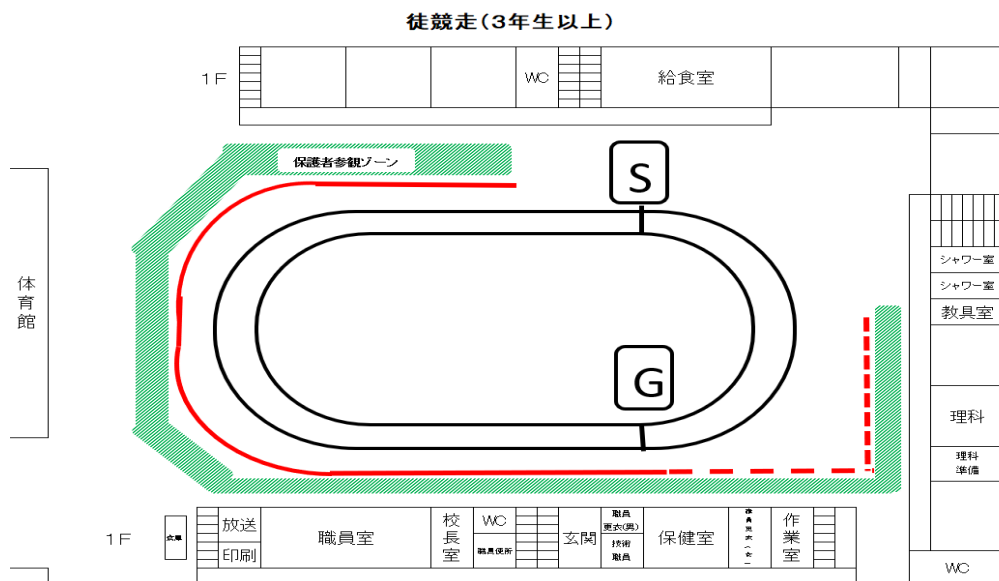 徒競走(3年生以上)
1F
WC
給食室
保護者参観ゾーン
S
シャワー室
シャワー室
教具室
体育館
G
理科
理科
準備
1F
放送
印刷
職員室
校長室
WC
職員便所
玄関
職員
更衣(男)
技術
職員
保健室
作業室
WC